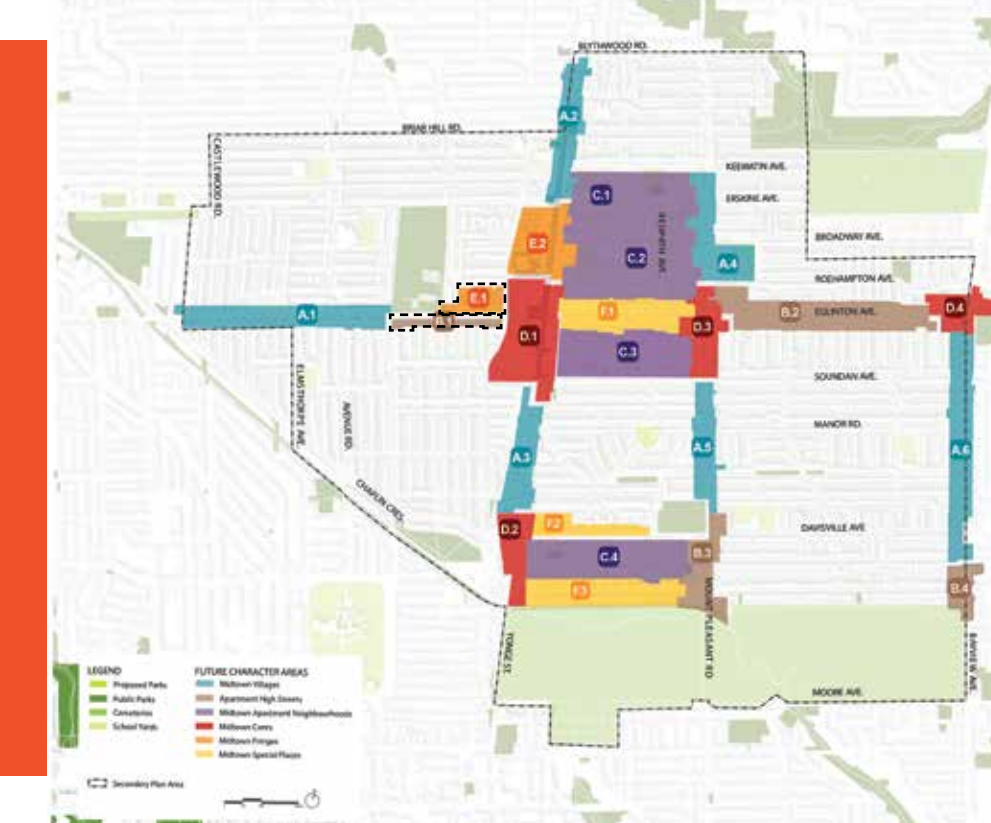 BLYTHWOOD RD.
A.2
BRIAR HILL RD.
CASTLEWOOD RD.
KEEWATIN AVE.
C.1
ERSKINE AVE.
REDPATH AVE.
BROADWAY AVE.
E.2
C.2
A.4
ROEHAMPTON AVE.
E.1
A.1
F.1
B.2
EGLINTON AVE.
D.4
D.1
D.3
C.3
SOUDAN AVE.
ELMSTHORPE AVE.
AVENUE RD.
MANOR RD.
A.3
A.5
A.6
CHAPLIN CRES.
D.2
F.2
DAVISVILLE AVE
C.4
B.3
F.3
B.4
MOUNT PLEASANT RD
YONGE ST.
BAYVIEW AVE.
MOORE AVE.
LEGEND
Proposed Parks
Public Parks
Cemeteries
School Yards
FUTURE CHARACTER AREAS
Midtown Villages
Apartment High Streets
Midtown Apartment Neighbourhoods
Midtown Cores
Midtown Fringes
Midtown Special Places
Secondary Plan Area